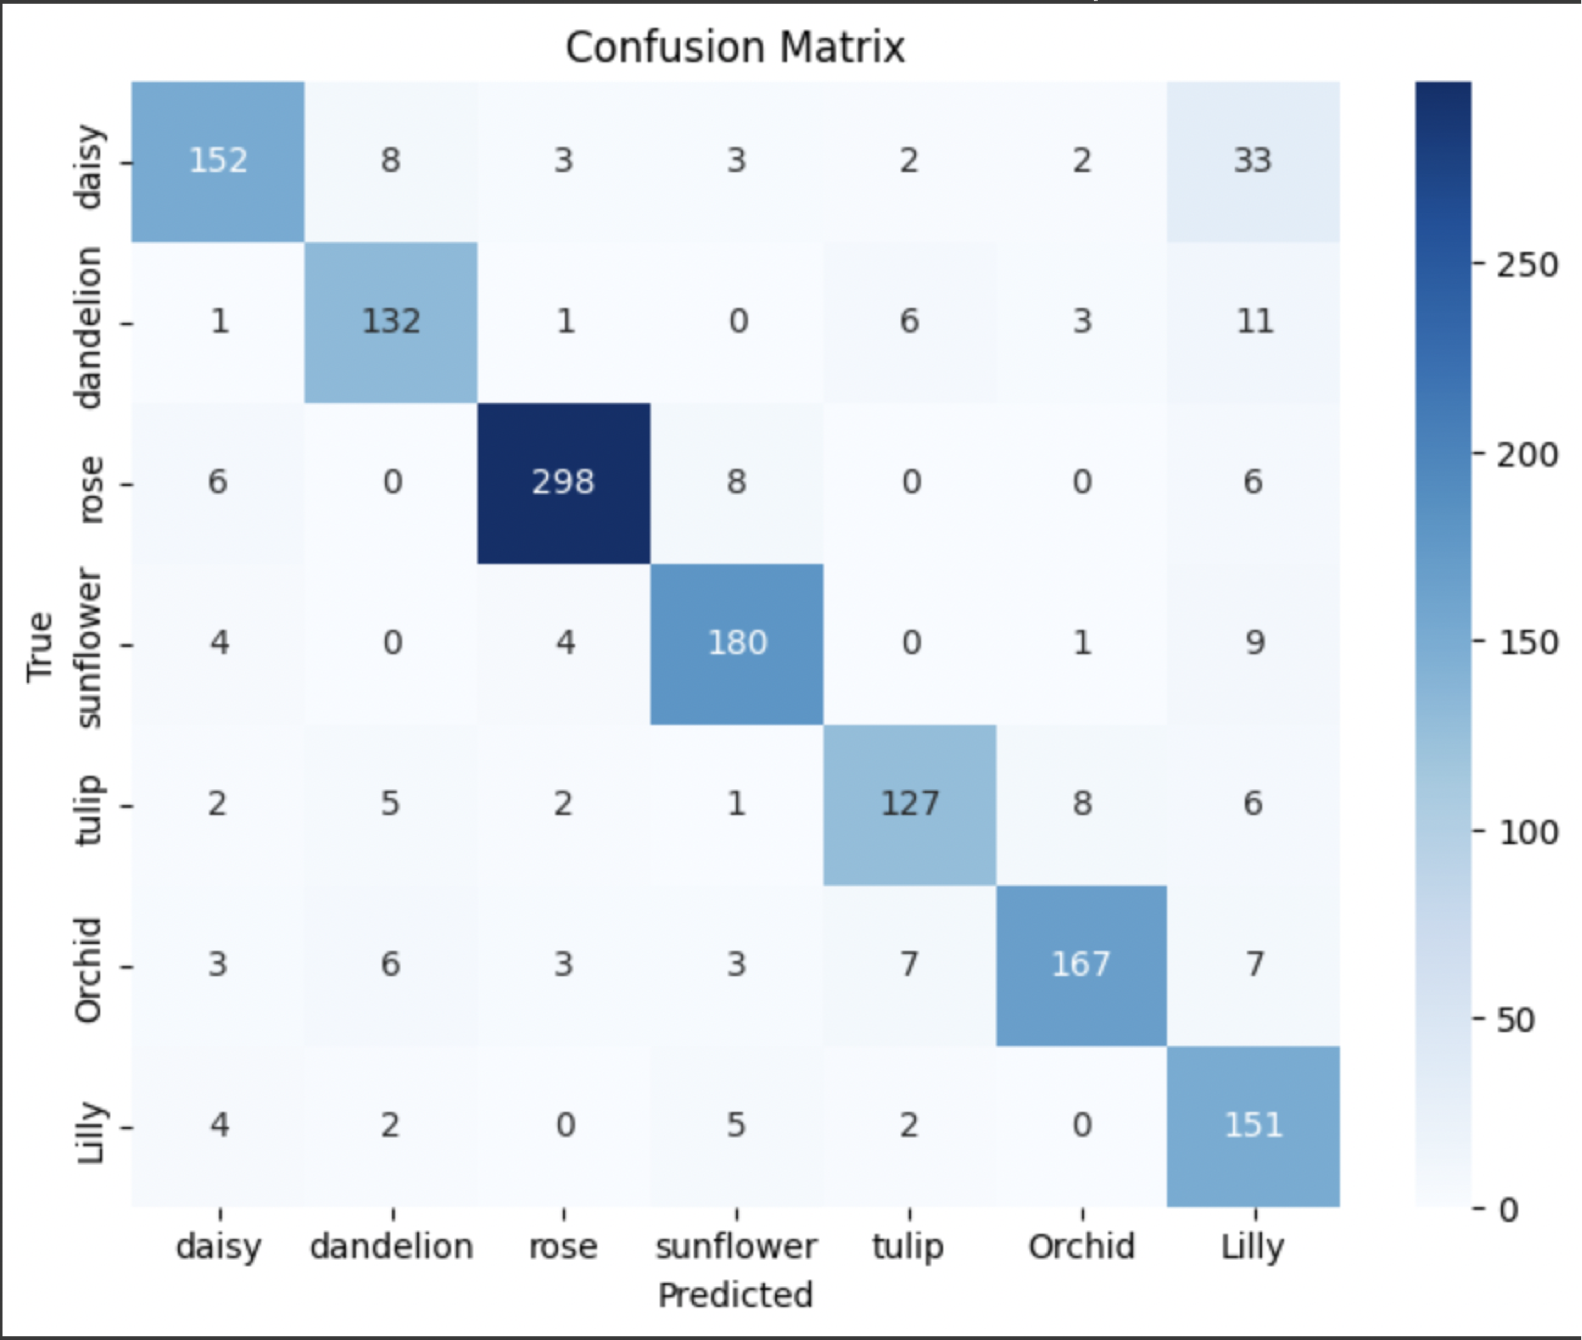 Confusion Matrix
daisy 152 8 3 3 2 2 33
dandelion 1 132 1 0 6 3 11
rose 6 0 298 8 0 0 6
sunflower 4 0 4 180 0 1 9
tulip 2 5 2 1 127 8 6
Orchid 3 6 3 3 7 167 7
Lilly 4 2 0 5 2 0 151
True
daisy dandelion rose sunflower tulip Orchid Lilly
Predicted
250
200
150
100
50
0